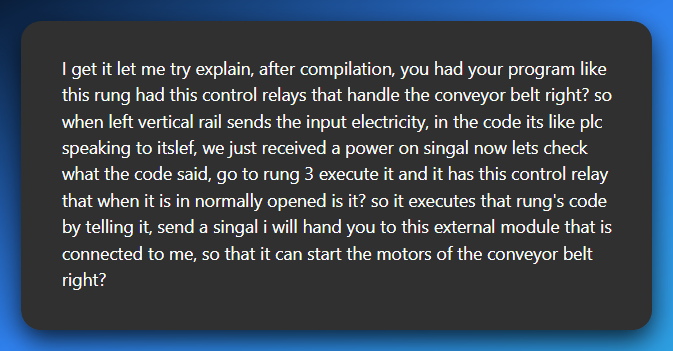 I get it let me try explain, after compilation, you had your program like
this rung had this control relays that handle the conveyor belt right? so
when left vertical rail sends the input electricity, in the code its like plc
speaking to itslef, we just received a power on singal now lets check
what the code said, go to rung 3 execute it and it has this control relay
that when it is in normally opened is it? so it executes that rung's code
by telling it, send a singal i will hand you to this external module that is
connected to me, so that it can start the motors of the conveyor belt
right?